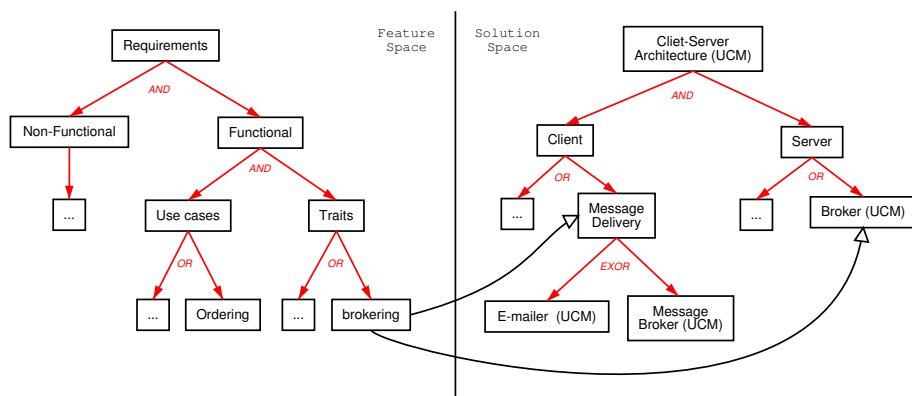 Feature
Space
Solution
Space
Requirements
AND
Non-Functional
Functional
AND
...
Use cases
Traits
OR
OR
...
Ordering
...
brokering
Cliet-Server
Architecture (UCM)
AND
Client
Server
OR
OR
...
Message
Delivery
...
Broker (UCM)
EXOR
E-mailer (UCM)
Message
Broker (UCM)